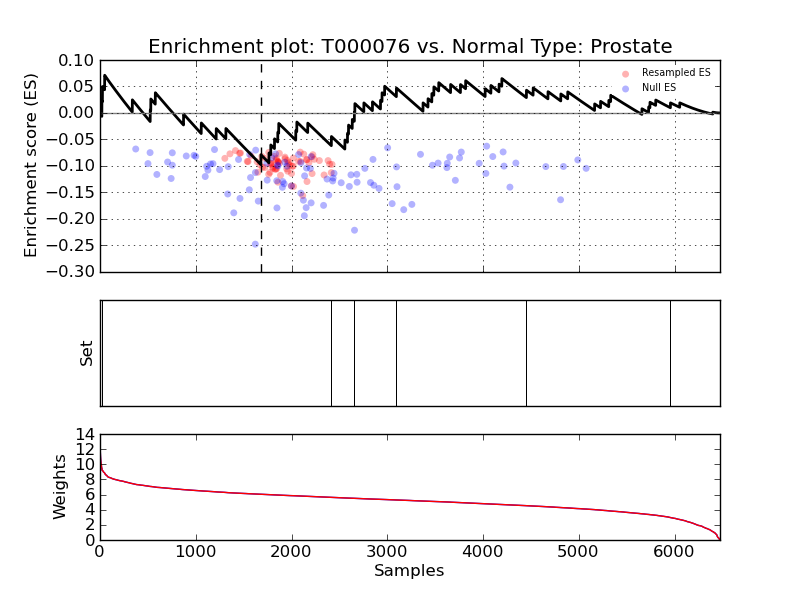 Enrichment plot: T000076 vs. Normal Type: Prostate
Enrichment score (ES)
0.10
0.05
0.00
−0.05
−0.10
−0.15
−0.20
−0.25
−0.30
Resampled ES
Null ES
Set
Weights
14
12
10
8
6
4
2
0
0 1000 2000 3000 4000 5000 6000
Samples